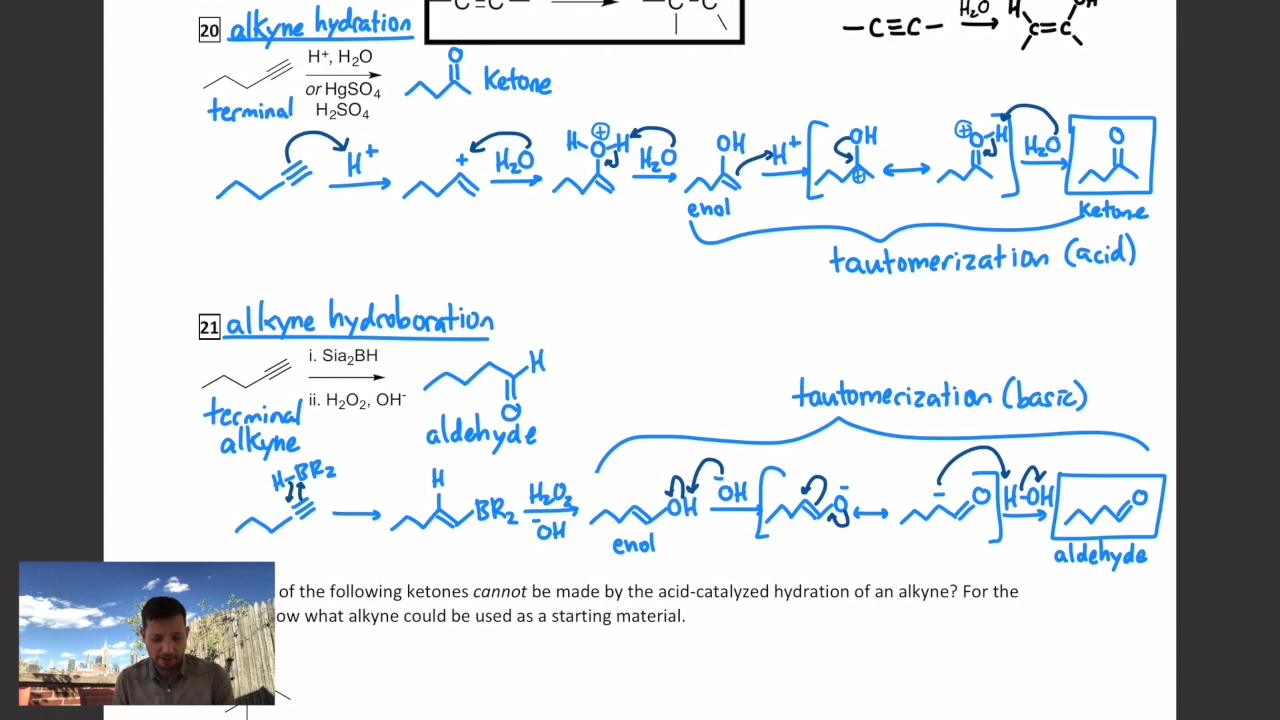 —C≡C—
C–C
—C≡C— H₂O → H OH C=C
20 alkyne hydration
H⁺, H₂O
or HgSO₄
H₂SO₄
O
Ketone
terminal
H⁺
+
H₂O
H–O–H
⊕
H₂O
OH
H⁺
OH
⊕
⊕
O–H
H₂O
O
enol
Ketone
tautomerization (acid)
21 alkyne hydroboration
i. Sia₂BH
ii. H₂O₂, OH⁻
H
O
terminal
alkyne
aldehyde
tautomerization (basic)
H–BR₂
H
BR₂
H₂O₂
⁻OH
OH
⁻OH
O⁻
–
O
H–OH
O
enol
aldehyde
of the following ketones cannot be made by the acid-catalyzed hydration of an alkyne? For the
ow what alkyne could be used as a starting material.